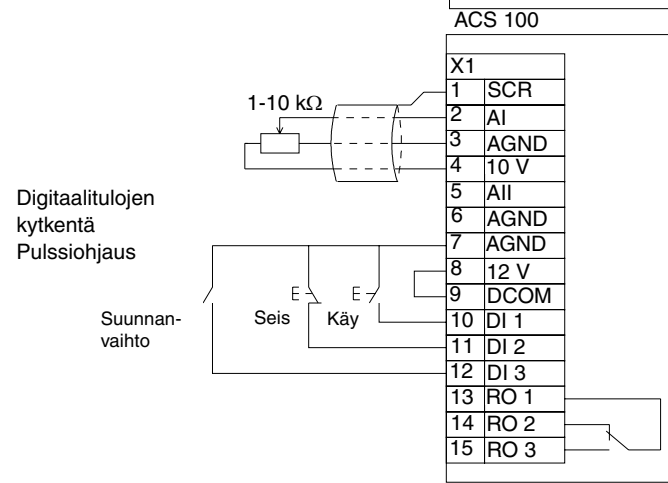 ACS 100
X1
1 SCR
1-10 kΩ
2 AI
3 AGND
4 10 V
Digitaalitulojen
kytkentä
Pulssiohjaus
5 AII
6 AGND
7 AGND
8 12 V
9 DCOM
Suunnan-
vaihto
Seis
Käy
10 DI 1
11 DI 2
12 DI 3
13 RO 1
14 RO 2
15 RO 3